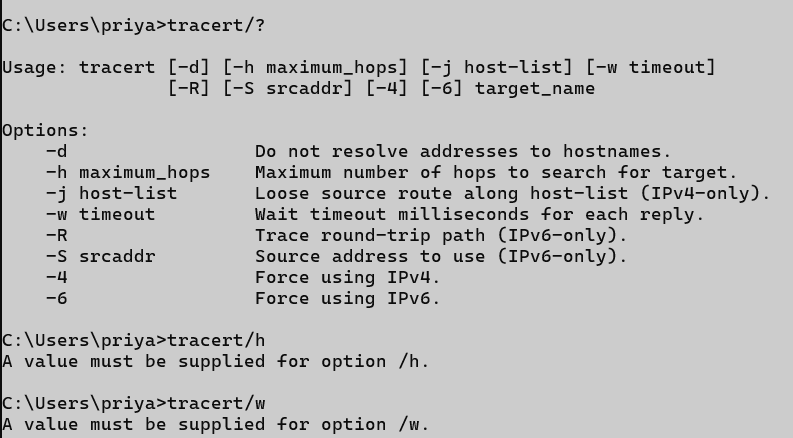 C:\Users\priya>tracert/?
Usage: tracert [-d] [-h maximum_hops] [-j host-list] [-w timeout]
               [-R] [-S srcaddr] [-4] [-6] target_name
Options:
    -d                 Do not resolve addresses to hostnames.
    -h maximum_hops    Maximum number of hops to search for target.
    -j host-list       Loose source route along host-list (IPv4-only).
    -w timeout         Wait timeout milliseconds for each reply.
    -R                 Trace round-trip path (IPv6-only).
    -S srcaddr         Source address to use (IPv6-only).
    -4                 Force using IPv4.
    -6                 Force using IPv6.
C:\Users\priya>tracert/h
A value must be supplied for option /h.
C:\Users\priya>tracert/w
A value must be supplied for option /w.